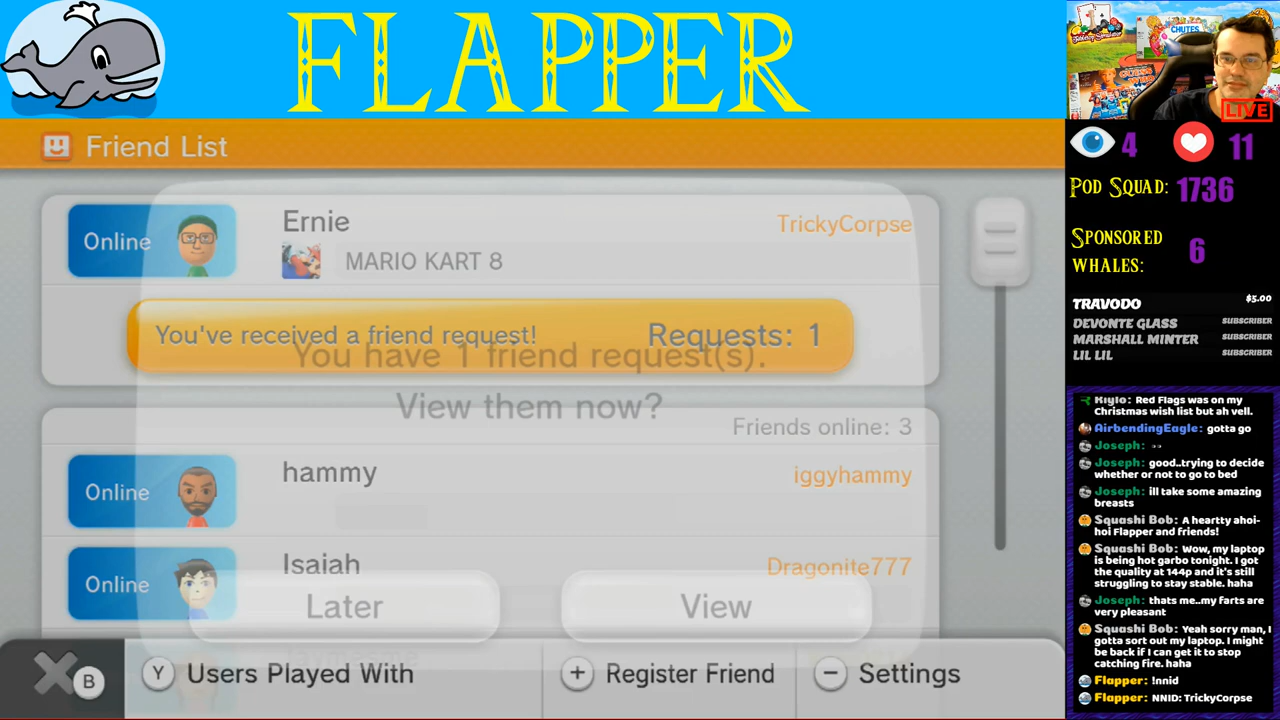 FLAPPER
Friend List
Online
Ernie
TrickyCorpse
MARIO KART 8
You've received a friend request!
Requests: 1
You have 1 friend request(s).
View them now?
Friends online: 3
Online
hammy
iggyhammy
Online
Isaiah
Dragonite777
Later
View
B
Y Users Played With
+ Register Friend
− Settings
CHUTES
LIVE
4
11
Pod Squad: 1736
Sponsored
whales:
6
TRAVODO $5.00
DEVONTE GLASS SUBSCRIBER
MARSHALL MINTER SUBSCRIBER
LIL LIL SUBSCRIBER
Kiylo: Red Flags was on my
Christmas wish list but ah vell.
AirbendingEagle: gotta go
Joseph:
Joseph: good..trying to decide
whether or not to go to bed
Joseph: ill take some amazing
breasts
Squashi Bob: A heartty ahoi-
hoi Flapper and friends!
Squashi Bob: Wow, my laptop
is being hot garbo tonight. I got
the quality at 144p and it's still
struggling to stay stable. haha
Joseph: thats me..my farts are
very pleasant
Squashi Bob: Yeah sorry man, I
gotta sort out my laptop. I might
be back if I can get it to stop
catching fire. haha
Flapper: !nnid
Flapper: NNID: TrickyCorpse